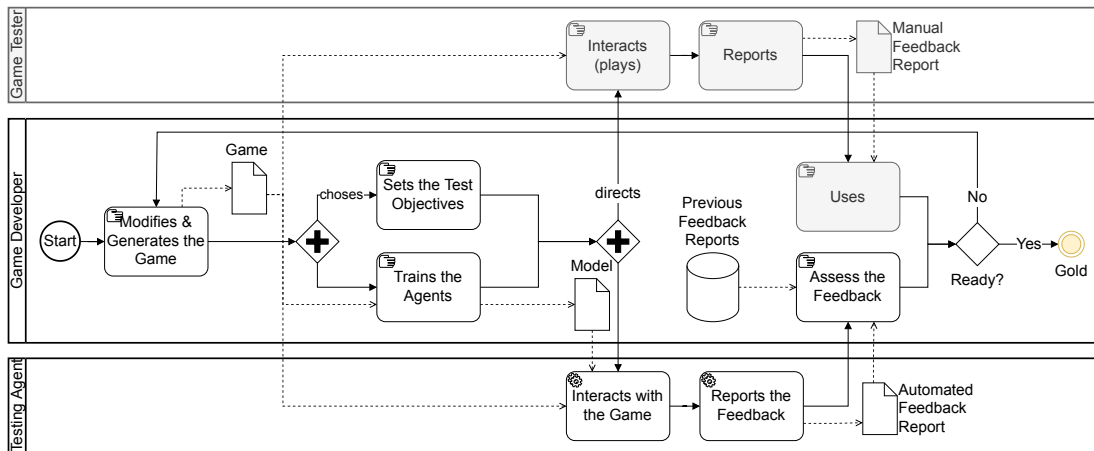 Game Tester
Interacts
(plays)
Reports
Manual
Feedback
Report
Game Developer
Start
Modifies &
Generates the
Game
Game
choses
Sets the Test
Objectives
Trains the
Agents
directs
Model
Previous
Feedback
Reports
Uses
Assess the
Feedback
No
Yes
Ready?
Gold
Testing Agent
Interacts with
the Game
Reports the
Feedback
Automated
Feedback
Report